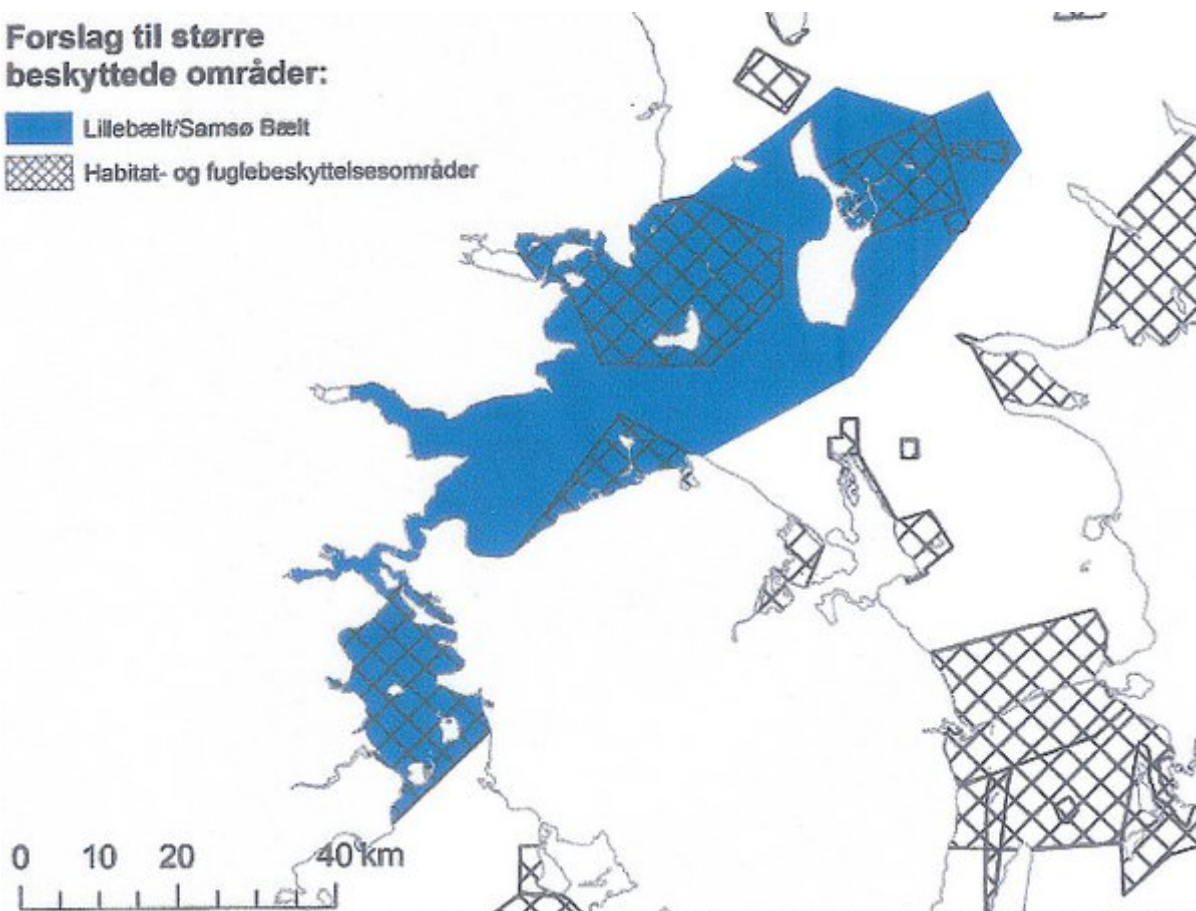 Forslag til større
beskyttede områder:
Lillebælt/Samsø Bælt
Habitat- og fuglebeskyttelsesområder
0 10 20 40 km